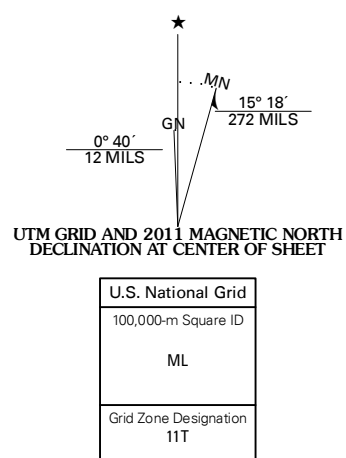 MN
15° 18´
272 MILS
GN
0° 40´
12 MILS
UTM GRID AND 2011 MAGNETIC NORTH
DECLINATION AT CENTER OF SHEET
U.S. National Grid
100,000-m Square ID
ML
Grid Zone Designation
11T